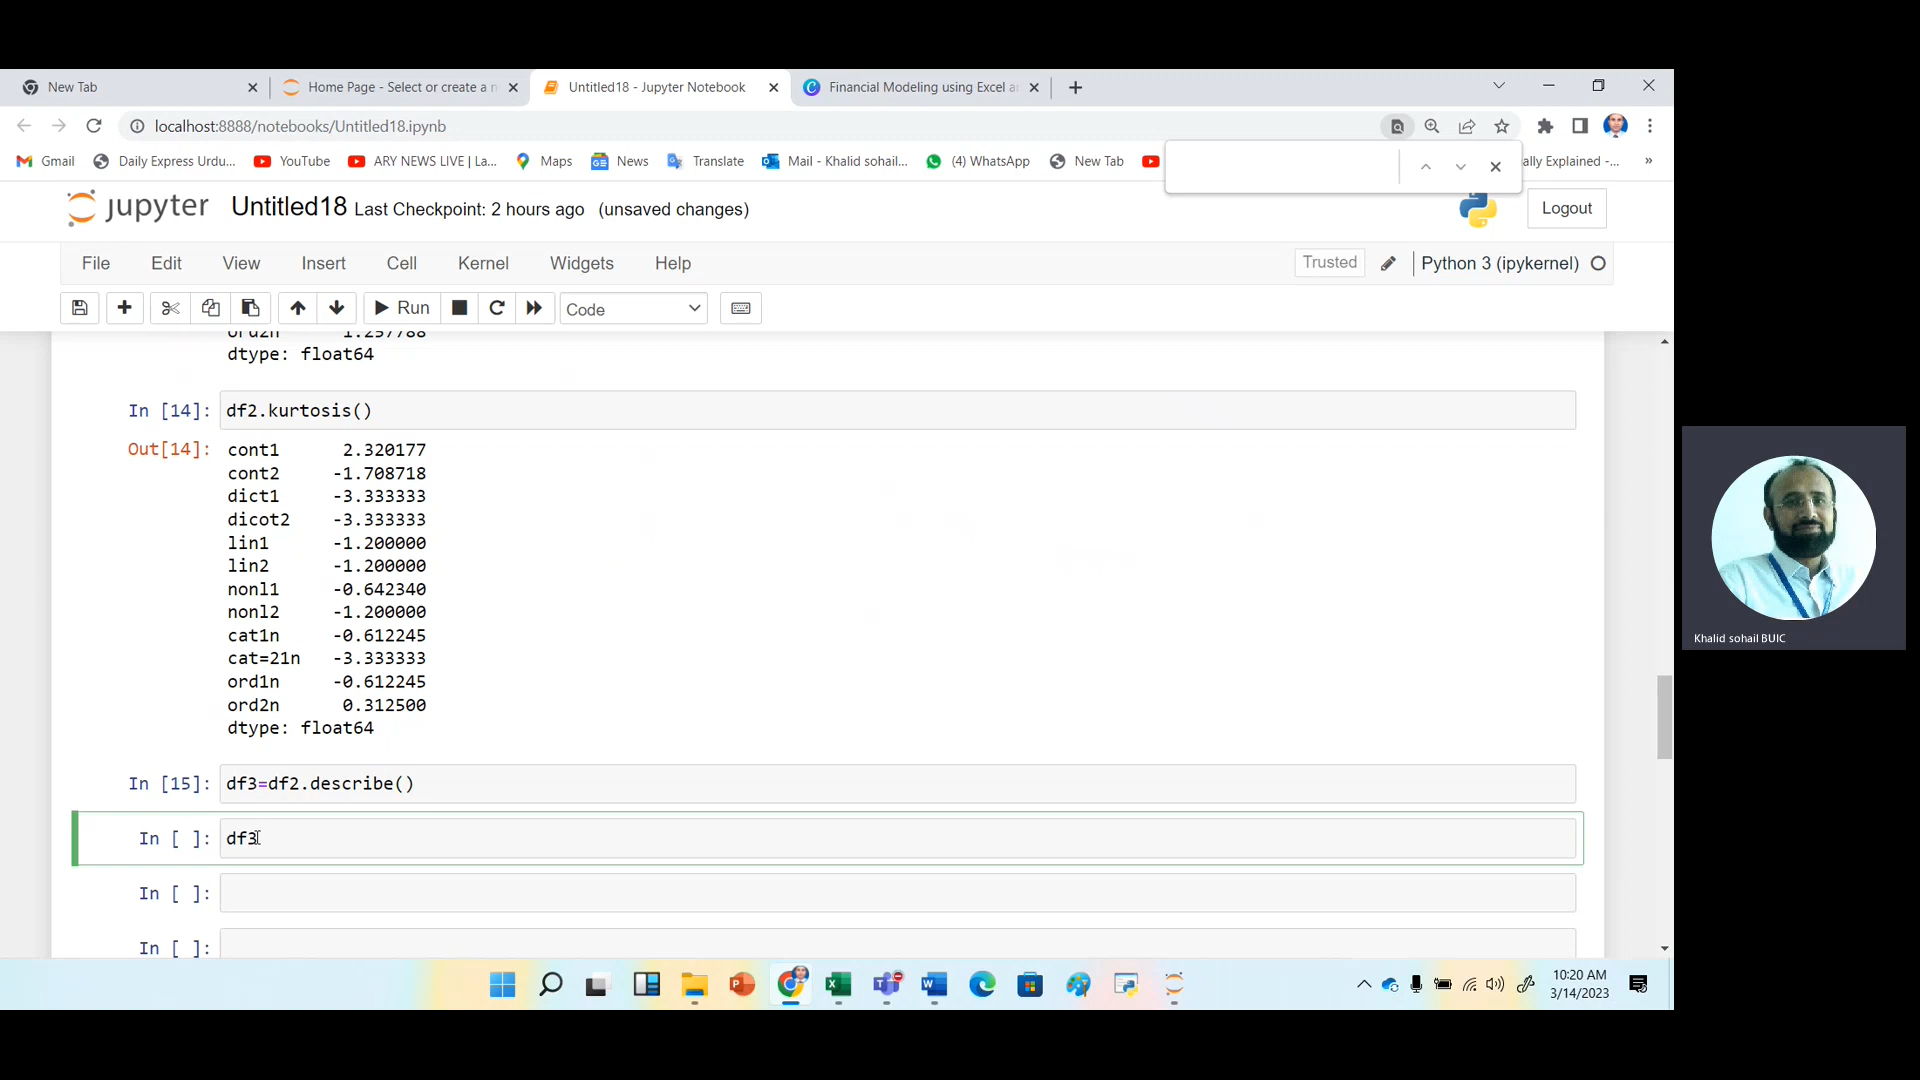 New Tab
Home Page - Select or create a n
Untitled18 - Jupyter Notebook
Financial Modeling using Excel a
localhost:8888/notebooks/Untitled18.ipynb
Gmail
Daily Express Urdu...
YouTube
ARY NEWS LIVE | La...
Maps
News
Translate
Mail - Khalid sohail...
(4) WhatsApp
New Tab
ally Explained -...
»
jupyter Untitled18 Last Checkpoint: 2 hours ago (unsaved changes)
Logout
File Edit View Insert Cell Kernel Widgets Help
Trusted
Python 3 (ipykernel)
Run
Code
ord2n 1.257788
dtype: float64
In [14]: df2.kurtosis()
Out[14]: cont1 2.320177
cont2 -1.708718
dict1 -3.333333
dicot2 -3.333333
lin1 -1.200000
lin2 -1.200000
nonl1 -0.642340
nonl2 -1.200000
cat1n -0.612245
cat=21n -3.333333
ord1n -0.612245
ord2n 0.312500
dtype: float64
In [15]: df3=df2.describe()
In [ ]: df3
In [ ]:
In [ ]:
Khalid sohail BUIC
10:20 AM
3/14/2023